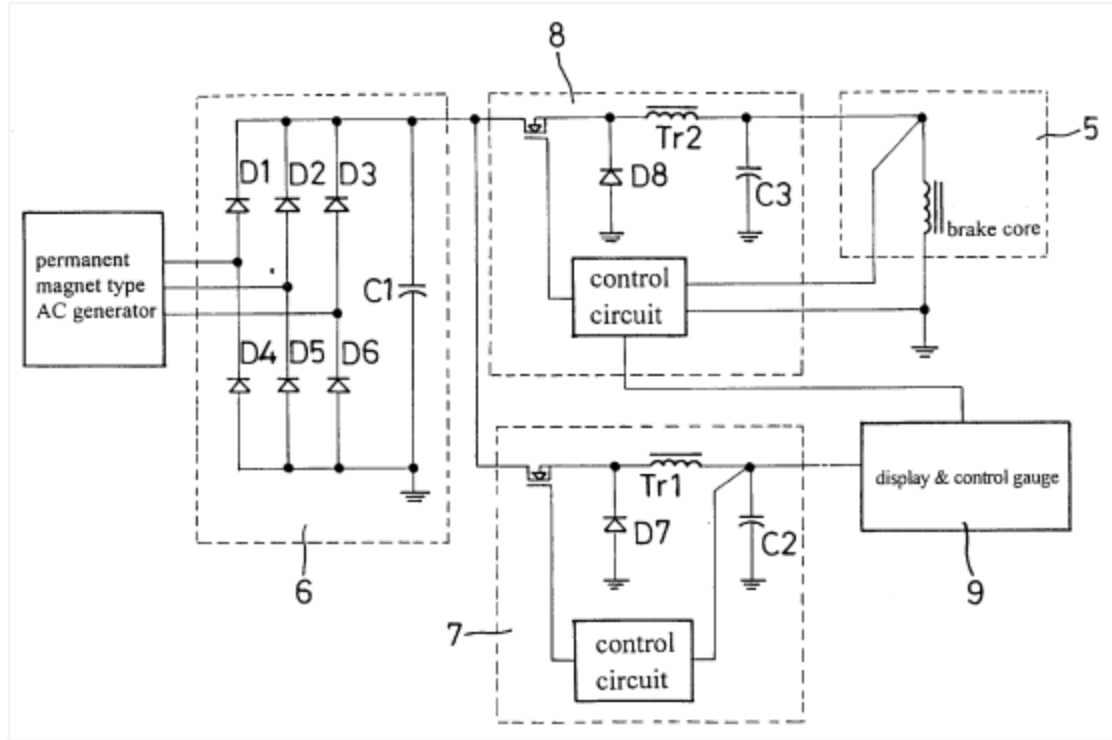 8
5
D1
D2
D3
Tr2
D8
C3
brake core
permanent
magnet type
AC generator
C1
control
circuit
D4
D5
D6
display & control gauge
Tr1
D7
C2
6
9
7
control
circuit